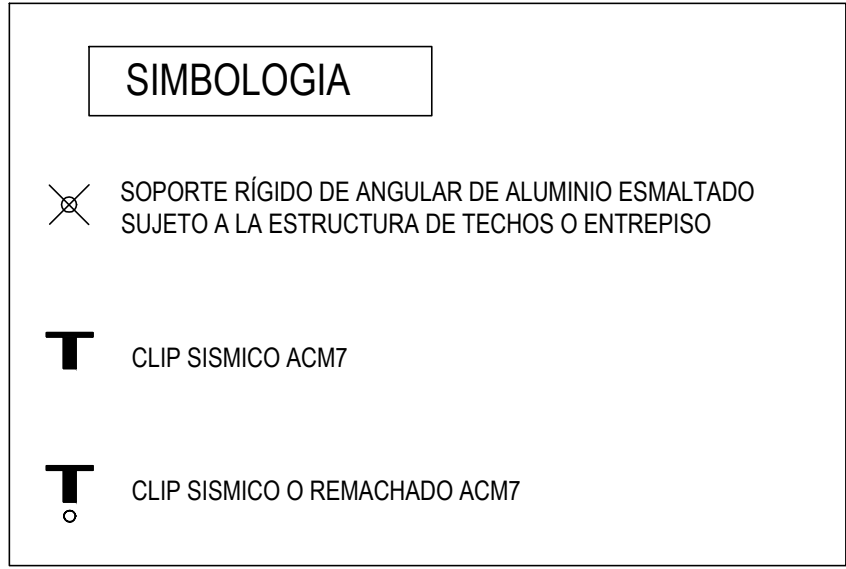 SIMBOLOGIA
SOPORTE RÍGIDO DE ANGULAR DE ALUMINIO ESMALTADO
SUJETO A LA ESTRUCTURA DE TECHOS O ENTREPISO
CLIP SISMICO ACM7
CLIP SISMICO O REMACHADO ACM7